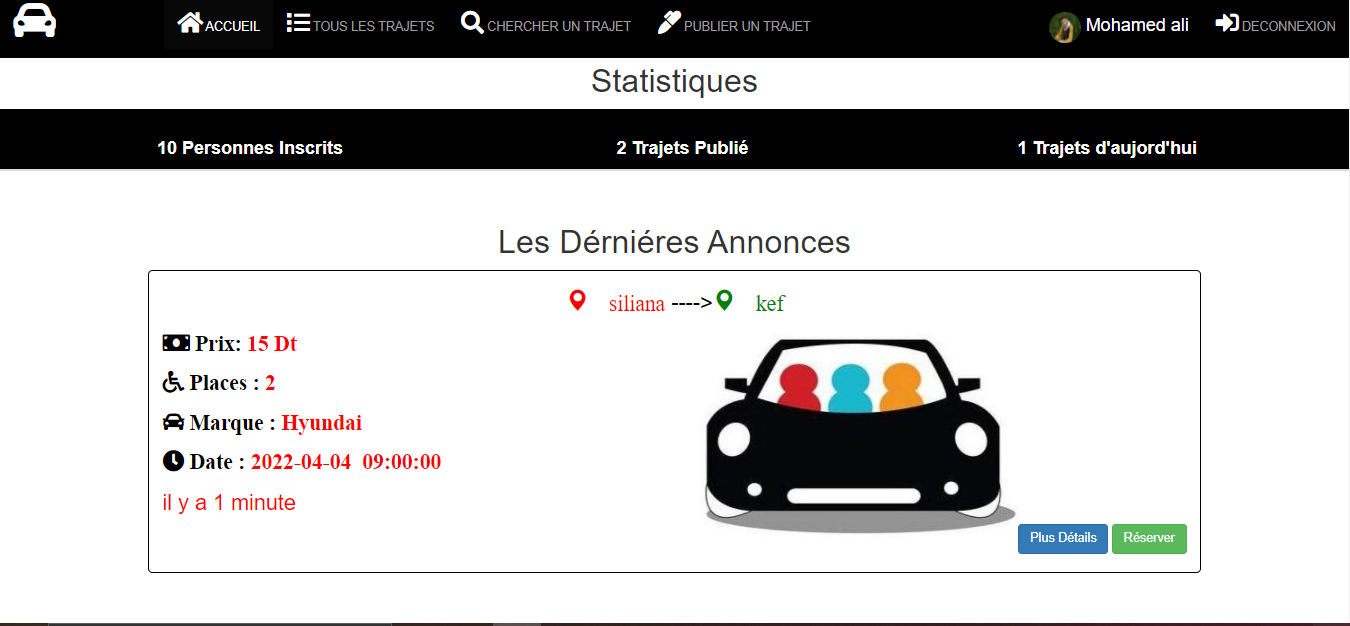 ACCUEIL TOUS LES TRAJETS CHERCHER UN TRAJET PUBLIER UN TRAJET Mohamed ali DECONNEXION
Statistiques
10 Personnes Inscrits 2 Trajets Publié 1 Trajets d'aujord'hui
Les Dérniéres Annonces
siliana ----> kef
Prix: 15 Dt
Places : 2
Marque : Hyundai
Date : 2022-04-04 09:00:00
il y a 1 minute
Plus Détails Réserver